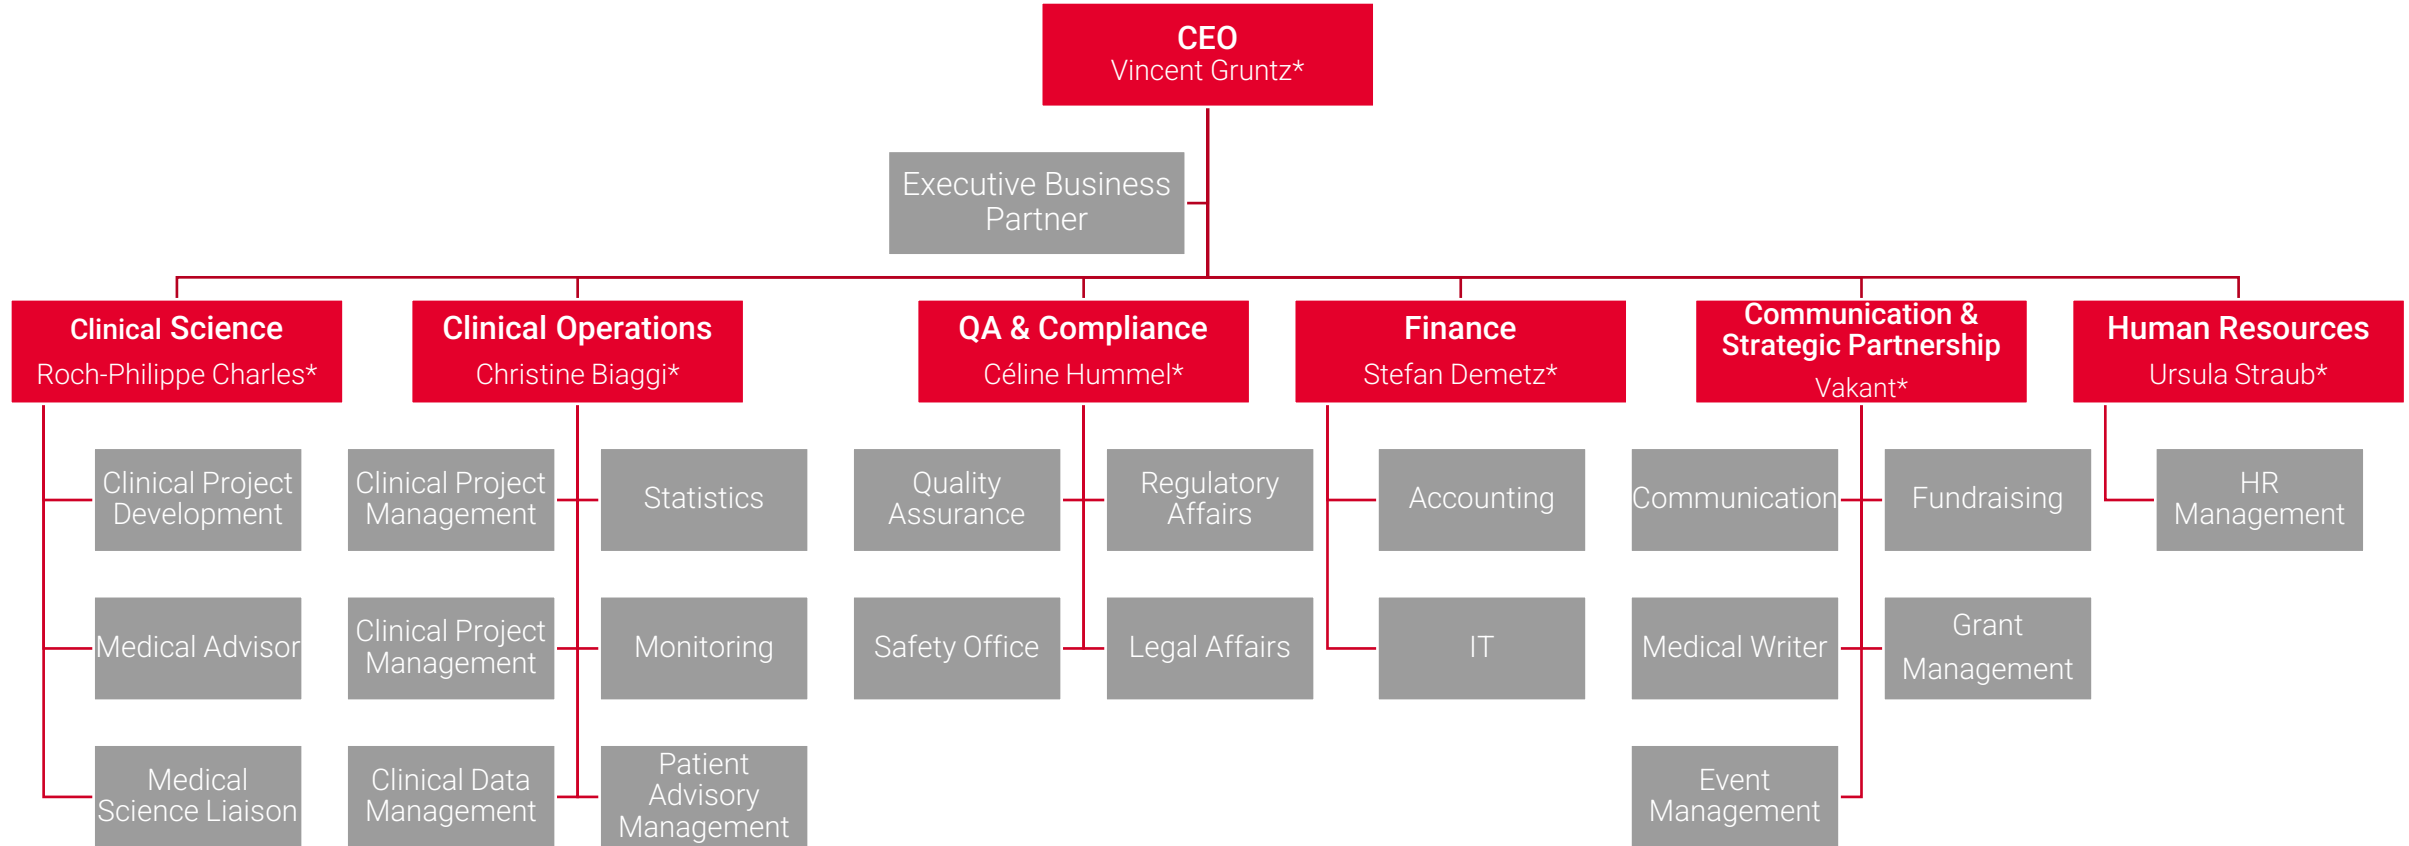 CEO
Vincent Gruntz*
Executive Business
Partner
Clinical Science
Roch-Philippe Charles*
Clinical Operations
Christine Biaggi*
QA & Compliance
Céline Hummel*
Finance
Stefan Demetz*
Communication &
Strategic Partnership
Vakant*
Human Resources
Ursula Straub*
Clinical Project
Development
Clinical Project
Management
Statistics
Quality
Assurance
Regulatory
Affairs
Accounting
Communication
Fundraising
HR
Management
Medical Advisor
Clinical Project
Management
Monitoring
Safety Office
Legal Affairs
IT
Medical Writer
Grant
Management
Medical
Science Liaison
Clinical Data
Management
Patient
Advisory
Management
Event
Management